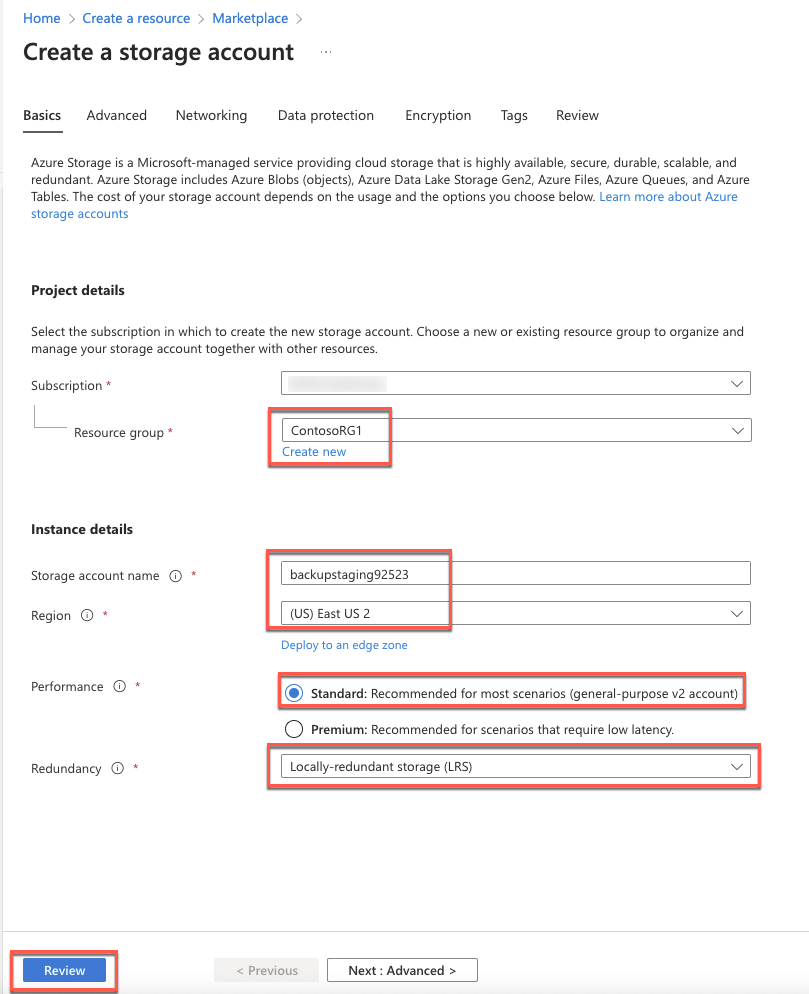 Home > Create a resource > Marketplace >
Create a storage account ...
Basics Advanced Networking Data protection Encryption Tags Review
Azure Storage is a Microsoft-managed service providing cloud storage that is highly available, secure, durable, scalable, and
redundant. Azure Storage includes Azure Blobs (objects), Azure Data Lake Storage Gen2, Azure Files, Azure Queues, and Azure
Tables. The cost of your storage account depends on the usage and the options you choose below. Learn more about Azure
storage accounts
Project details
Select the subscription in which to create the new storage account. Choose a new or existing resource group to organize and
manage your storage account together with other resources.
Subscription *
Resource group * ContosoRG1
Create new
Instance details
Storage account name * backupstaging92523
Region * (US) East US 2
Deploy to an edge zone
Performance * Standard: Recommended for most scenarios (general-purpose v2 account)
Premium: Recommended for scenarios that require low latency.
Redundancy * Locally-redundant storage (LRS)
Review < Previous Next : Advanced >